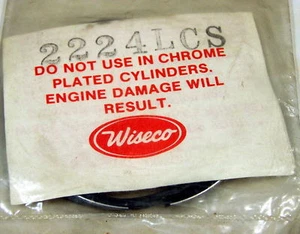 2224LCS
DO NOT USE IN CHROME
PLATED CYLINDERS.
ENGINE DAMAGE WILL
RESULT.
Wiseco